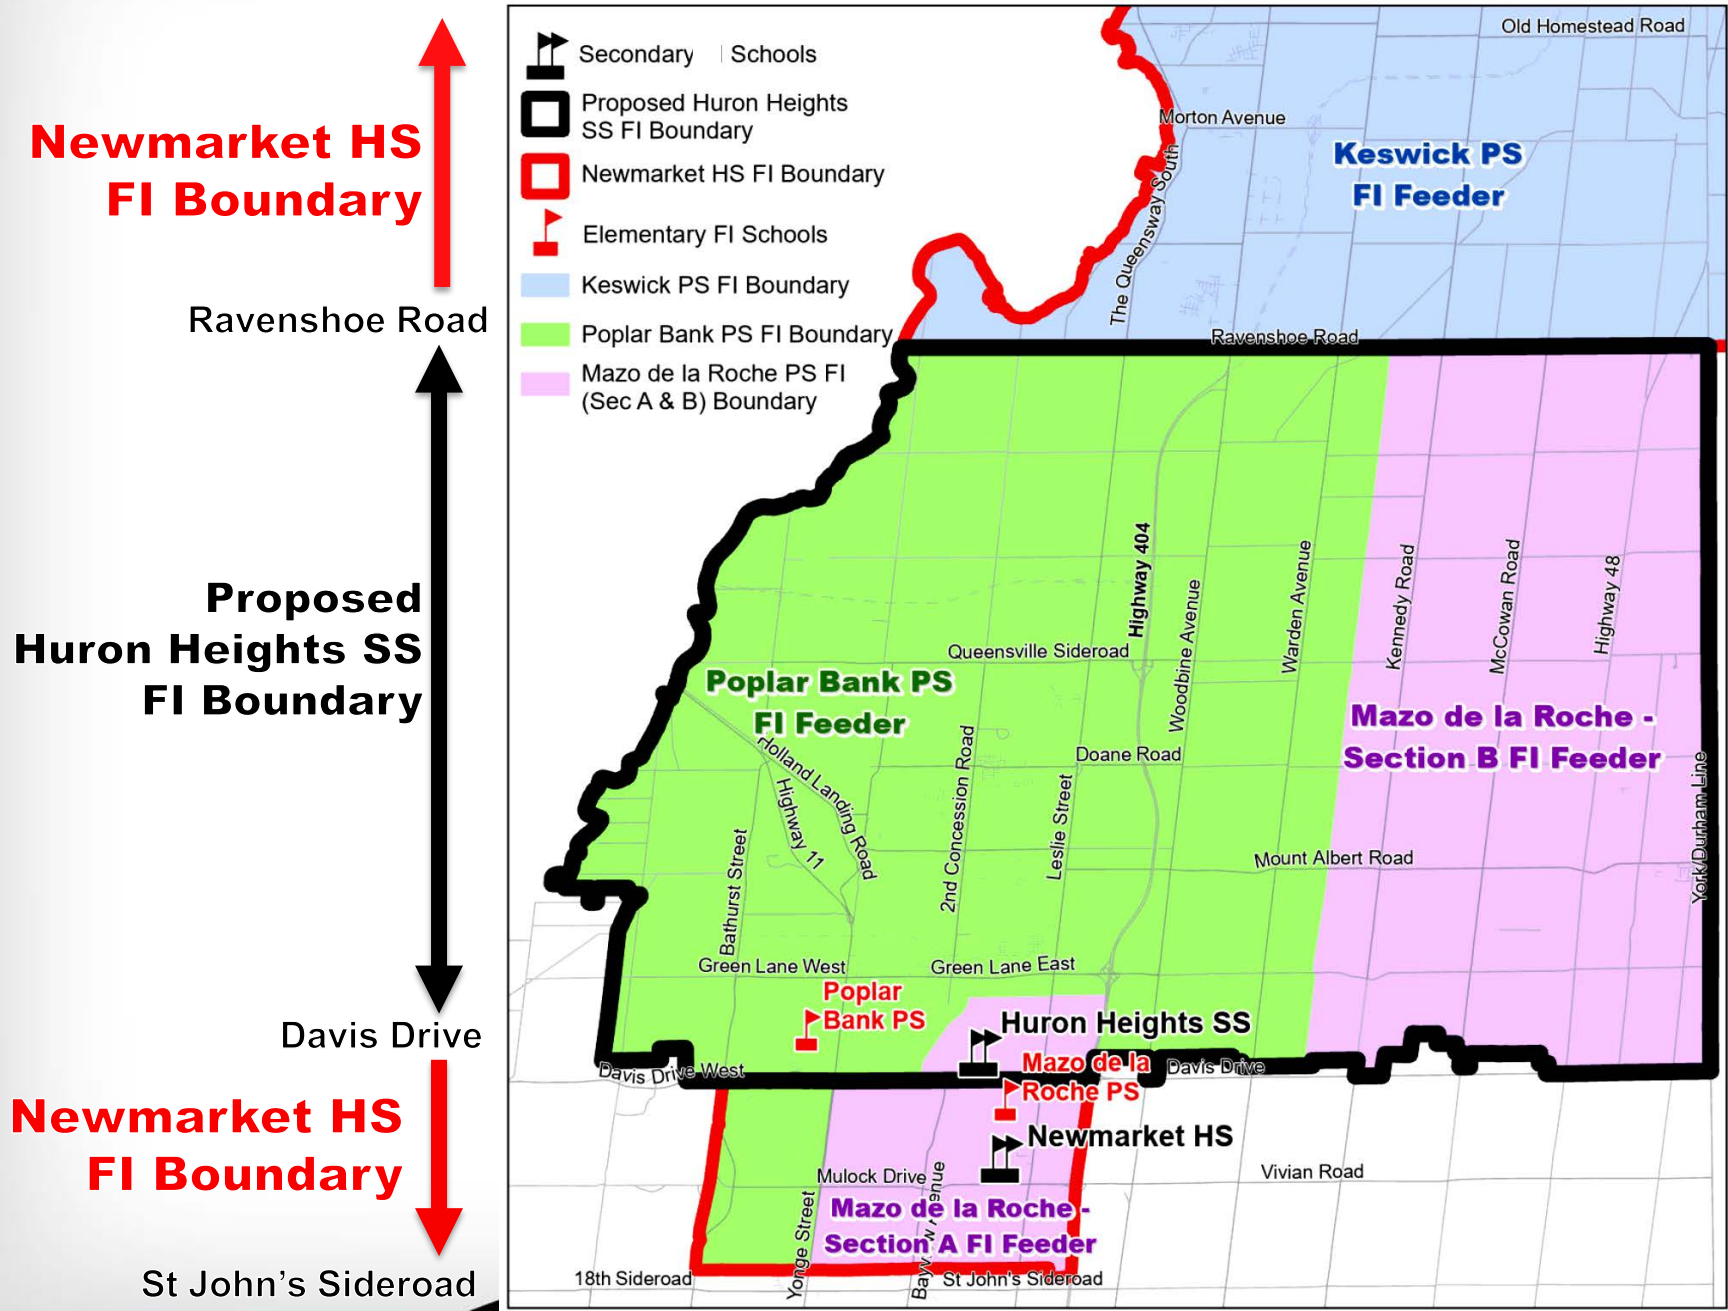 Newmarket HS
FI Boundary
Ravenshoe Road
Proposed
Huron Heights SS
FI Boundary
Davis Drive
Newmarket HS
FI Boundary
St John's Sideroad
Secondary Schools
Proposed Huron Heights
SS FI Boundary
Newmarket HS FI Boundary
Elementary FI Schools
Keswick PS FI Boundary
Poplar Bank PS FI Boundary
Mazo de la Roche PS FI
(Sec A & B) Boundary
Old Homestead Road
Morton Avenue
Keswick PS
FI Feeder
The Queensway South
Ravenshoe Road
Highway 404
Woodbine Avenue
Warden Avenue
Kennedy Road
McCowan Road
Highway 48
Queensville Sideroad
Poplar Bank PS
FI Feeder
Mazo de la Roche -
Section B FI Feeder
Holland Landing Road
Highway 11
Doane Road
2nd Concession Road
Leslie Street
Bathurst Street
Mount Albert Road
York/Durham Line
Green Lane West
Green Lane East
Poplar
Bank PS
Huron Heights SS
Davis Drive West
Mazo de la
Roche PS
Davis Drive
Newmarket HS
Mulock Drive
Vivian Road
Mazo de la Roche -
Section A FI Feeder
Yonge Street
18th Sideroad
St John's Sideroad